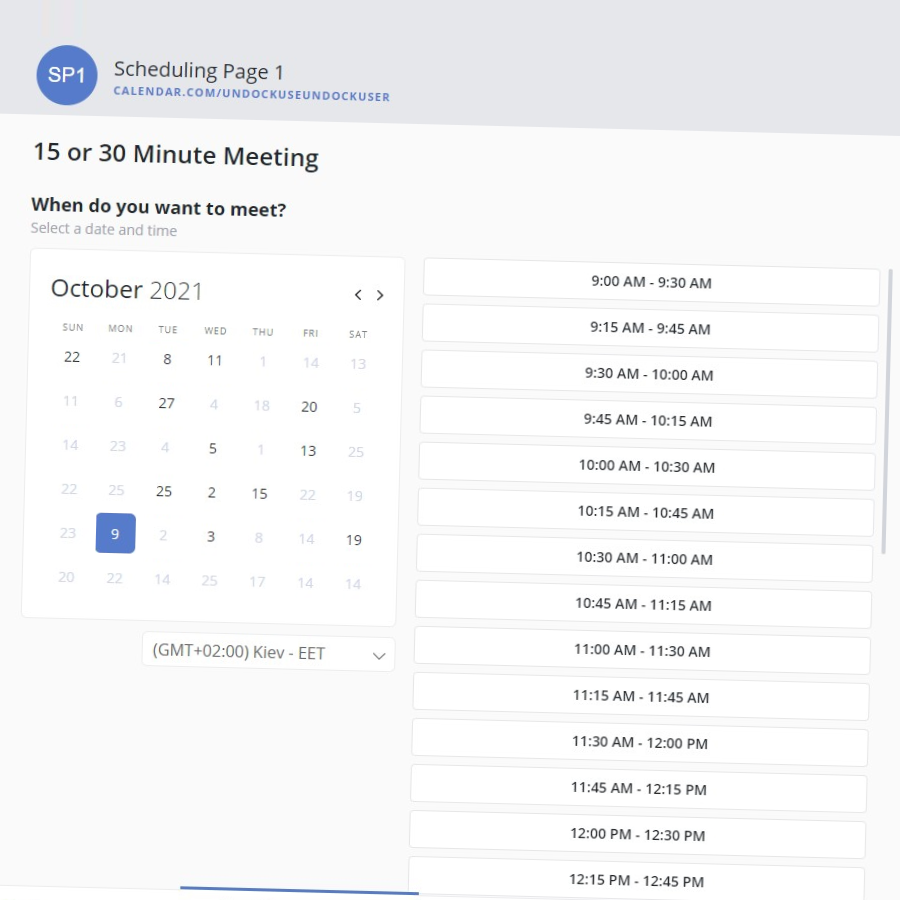 SP1
Scheduling Page 1
CALENDAR.COM/UNDOCKUSEUNDOCKUSER
15 or 30 Minute Meeting
When do you want to meet?
Select a date and time
October 2021
SUN MON TUE WED THU FRI SAT
22 21 8 11 1 14 13
11 6 27 4 18 20 5
14 23 4 5 1 13 25
22 25 25 2 15 22 19
23 9 2 3 8 14 19
20 22 14 25 17 14 14
(GMT+02:00) Kiev - EET
9:00 AM - 9:30 AM
9:15 AM - 9:45 AM
9:30 AM - 10:00 AM
9:45 AM - 10:15 AM
10:00 AM - 10:30 AM
10:15 AM - 10:45 AM
10:30 AM - 11:00 AM
10:45 AM - 11:15 AM
11:00 AM - 11:30 AM
11:15 AM - 11:45 AM
11:30 AM - 12:00 PM
11:45 AM - 12:15 PM
12:00 PM - 12:30 PM
12:15 PM - 12:45 PM